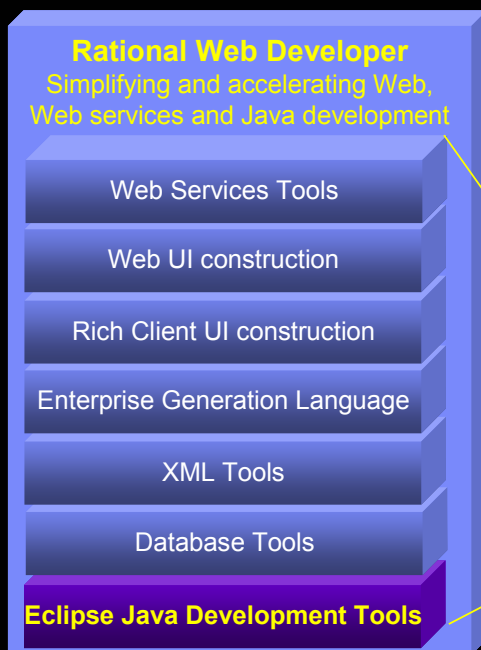 Rational Web Developer
Simplifying and accelerating Web,
Web services and Java development
Web Services Tools
Web UI construction
Rich Client UI construction
Enterprise Generation Language
XML Tools
Database Tools
Eclipse Java Development Tools